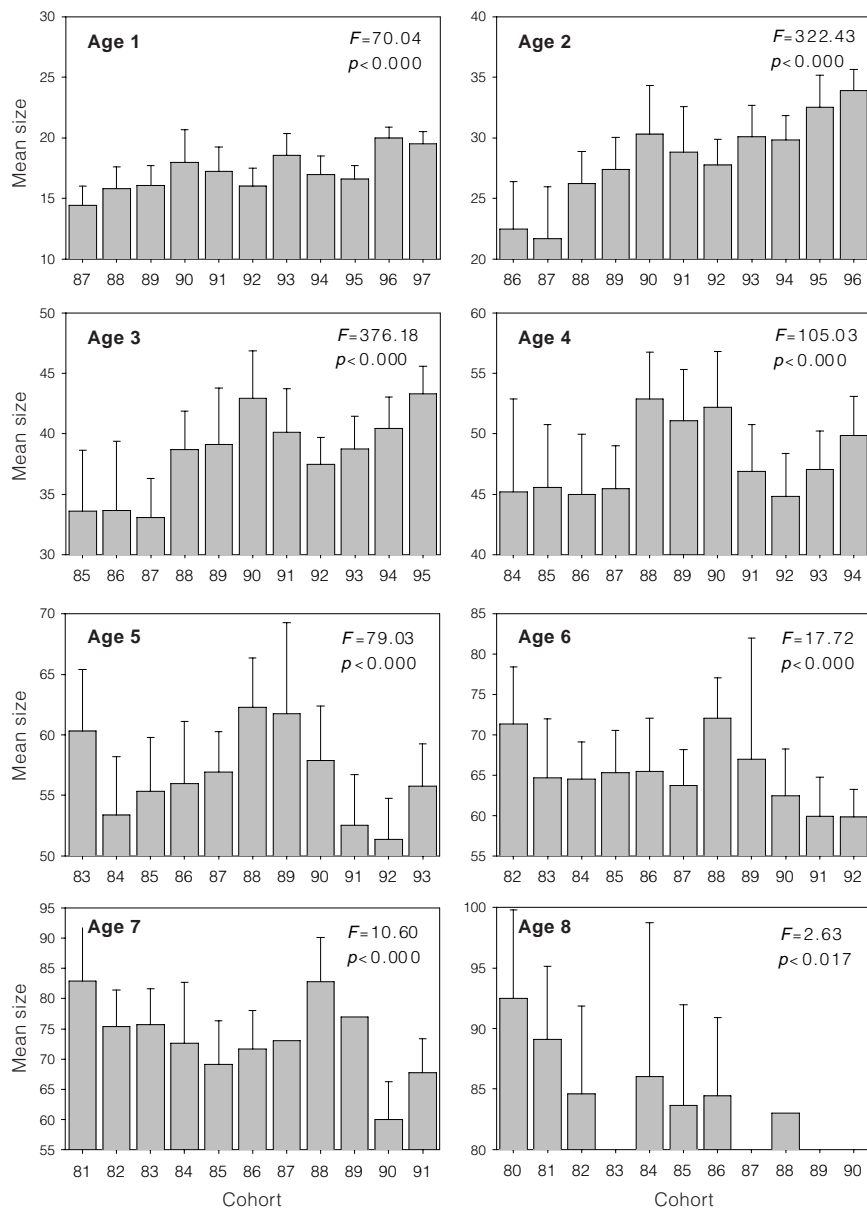 30
25
20
15
10
Mean size
Age 1
F=70.04
p<0.000
87 88 89 90 91 92 93 94 95 96 97
40
35
30
25
20
Age 2
F=322.43
p<0.000
86 87 88 89 90 91 92 93 94 95 96
50
45
40
35
30
Mean size
Age 3
F=376.18
p<0.000
85 86 87 88 89 90 91 92 93 94 95
60
55
50
45
40
Age 4
F=105.03
p<0.000
84 85 86 87 88 89 90 91 92 93 94
70
65
60
55
50
Mean size
Age 5
F=79.03
p<0.000
83 84 85 86 87 88 89 90 91 92 93
85
80
75
70
65
60
55
Age 6
F=17.72
p<0.000
82 83 84 85 86 87 88 89 90 91 92
95
90
85
80
75
70
65
60
55
Mean size
Age 7
F=10.60
p<0.000
81 82 83 84 85 86 87 88 89 90 91
Cohort
100
95
90
85
80
Age 8
F=2.63
p<0.017
80 81 82 83 84 85 86 87 88 89 90
Cohort